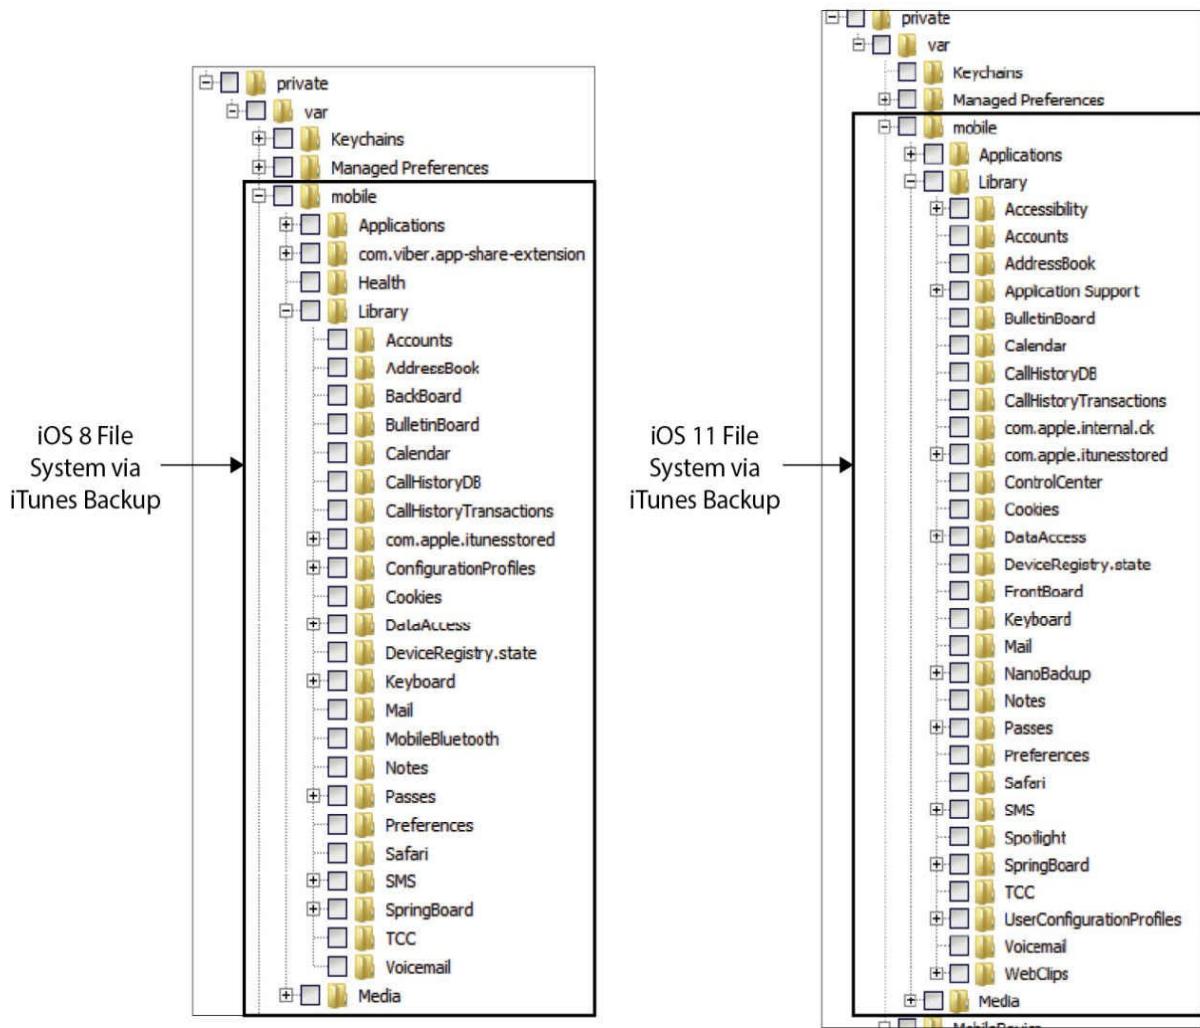 private
var
Keychains
Managed Preferences
mobile
Applications
com.viber.app-share-extension
Health
Library
Accounts
AddressBook
BackBoard
BulletinBoard
Calendar
CallHistoryDB
CallHistoryTransactions
com.apple.itunesstored
ConfigurationProfiles
Cookies
DataAccess
DeviceRegistry.state
Keyboard
Mail
MobileBluetooth
Notes
Passes
Preferences
Safari
SMS
SpringBoard
TCC
Voicemail
Media
iOS 8 File
System via
iTunes Backup
private
var
Keychains
Managed Preferences
mobile
Applications
Library
Accessibility
Accounts
AddressBook
Application Support
BulletinBoard
Calendar
CallHistoryDB
CallHistoryTransactions
com.apple.internal.ck
com.apple.itunesstored
ControlCenter
Cookies
DataAccess
DeviceRegistry.state
FrontBoard
Keyboard
Mail
NanoBackup
Notes
Passes
Preferences
Safari
SMS
Spotlight
SpringBoard
TCC
UserConfigurationProfiles
Voicemail
WebClips
Media
MobileDevice
iOS 11 File
System via
iTunes Backup